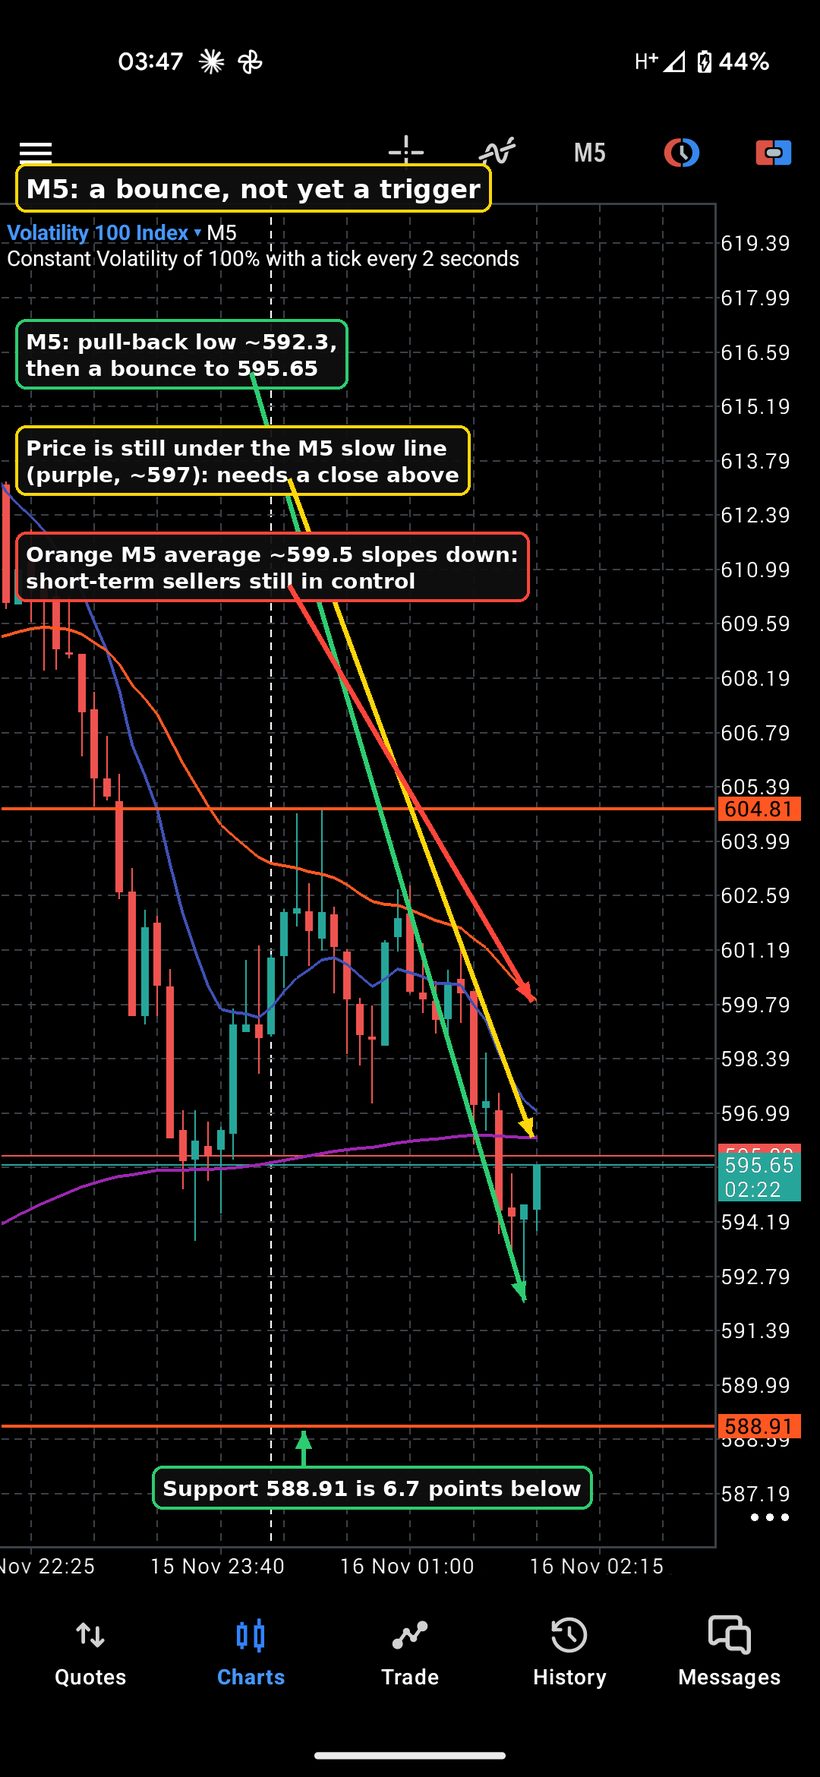 03:47
H+ 44%
M5
M5: a bounce, not yet a trigger
Volatility 100 Index ▾ M5
Constant Volatility of 100% with a tick every 2 seconds
619.39
617.99
M5: pull-back low ~592.3,
then a bounce to 595.65
616.59
615.19
Price is still under the M5 slow line
(purple, ~597): needs a close above
613.79
612.39
Orange M5 average ~599.5 slopes down:
short-term sellers still in control
610.99
609.59
608.19
606.79
605.39
604.81
603.99
602.59
601.19
599.79
598.39
596.99
595.65
02:22
594.19
592.79
591.39
589.99
588.91
588.59
Support 588.91 is 6.7 points below
587.19
Nov 22:25 15 Nov 23:40 16 Nov 01:00 16 Nov 02:15
Quotes Charts Trade History Messages